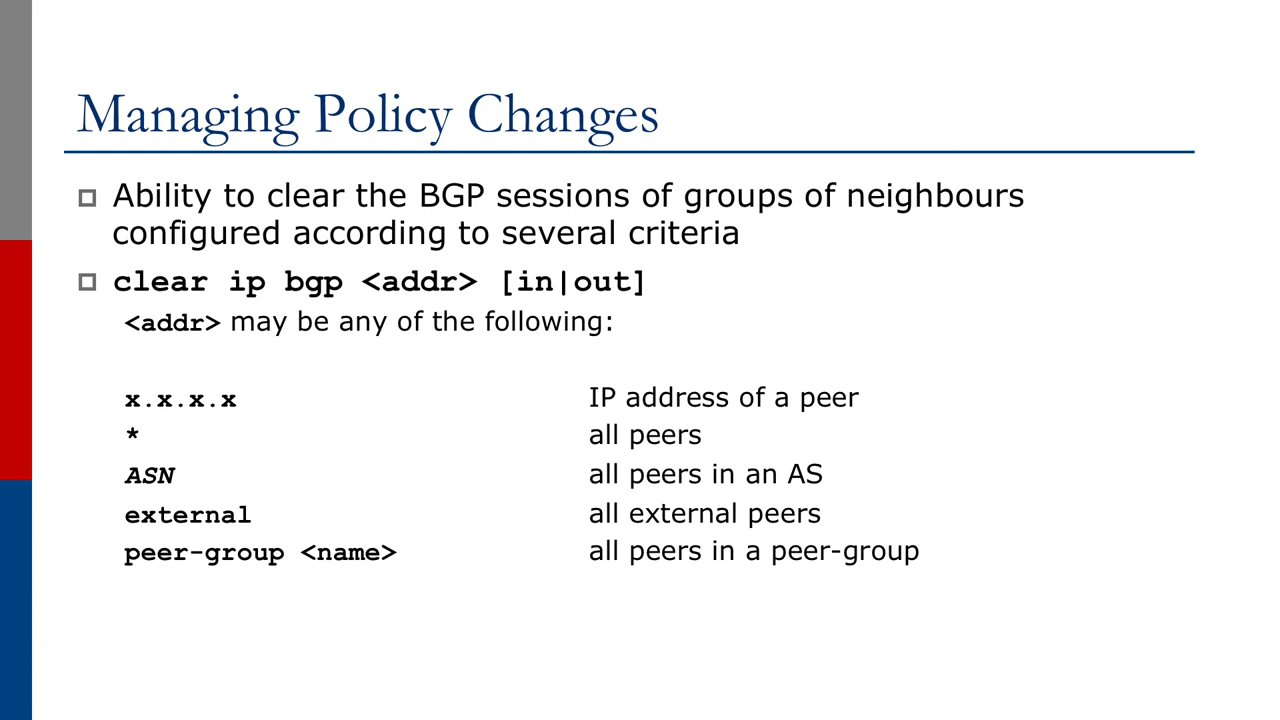 Managing Policy Changes
Ability to clear the BGP sessions of groups of neighbours
configured according to several criteria
clear ip bgp <addr> [in|out]
<addr> may be any of the following:
x.x.x.x IP address of a peer
* all peers
ASN all peers in an AS
external all external peers
peer-group <name> all peers in a peer-group